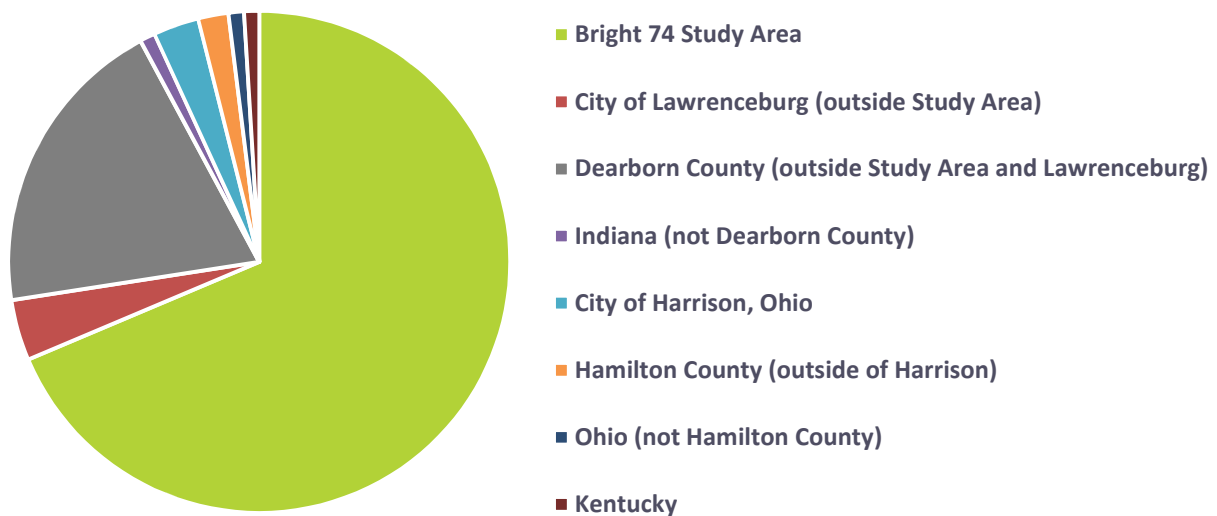 Bright 74 Study Area
City of Lawrenceburg (outside Study Area)
Dearborn County (outside Study Area and Lawrenceburg)
Indiana (not Dearborn County)
City of Harrison, Ohio
Hamilton County (outside of Harrison)
Ohio (not Hamilton County)
Kentucky